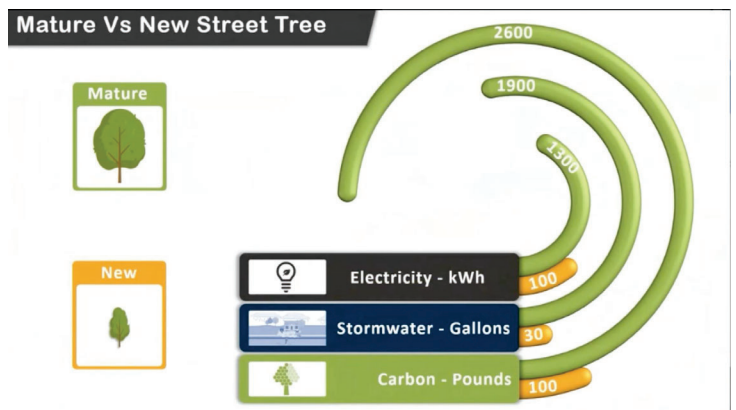 Mature Vs New Street Tree
2600
Mature
1900
1300
New
Electricity - kWh
100
Stormwater - Gallons
30
Carbon - Pounds
100